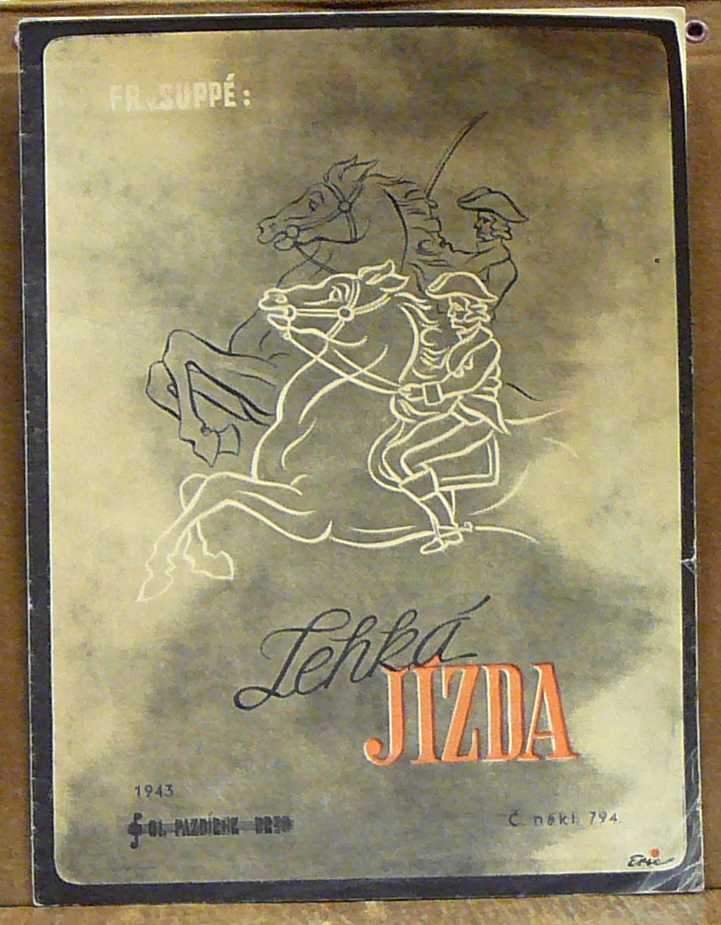 FR. SUPPÉ:
Lehká
JÍZDA
1943
OL. PAZDÍREK BRNO
Č. nákl. 794